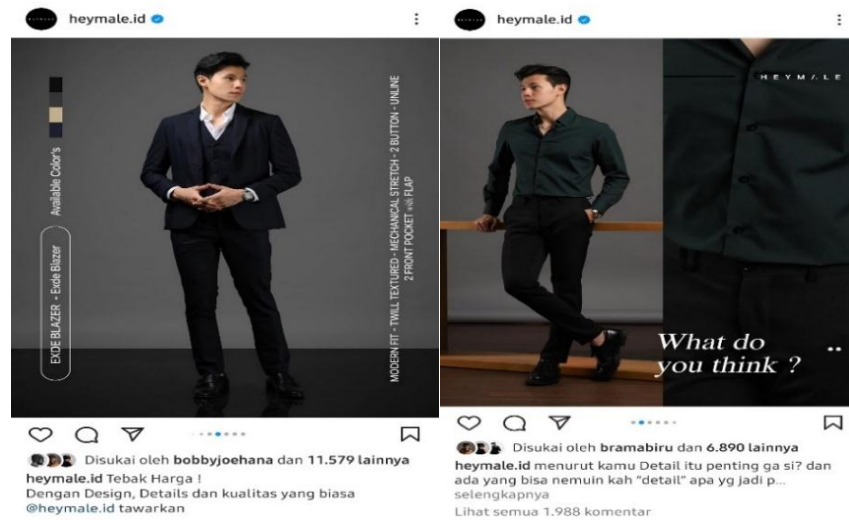 heymale.id
Available Color's
EXDE BLAZER • Exde Blazer
MODERN FIT - TWILL TEXTURED - MECHANICAL STRETCH - 2 BUTTON - UNLINE
2 FRONT POCKET with FLAP
Disukai oleh bobbyjoehana dan 11.579 lainnya
heymale.id Tebak Harga !
Dengan Design, Details dan kualitas yang biasa
@heymale.id tawarkan
heymale.id
HEYM/.LE
What do
you think ?
Disukai oleh bramabiru dan 6.890 lainnya
heymale.id menurut kamu Detail itu penting ga si? dan
ada yang bisa nemuin kah "detail" apa yg jadi p...
selengkapnya
Lihat semua 1.988 komentar